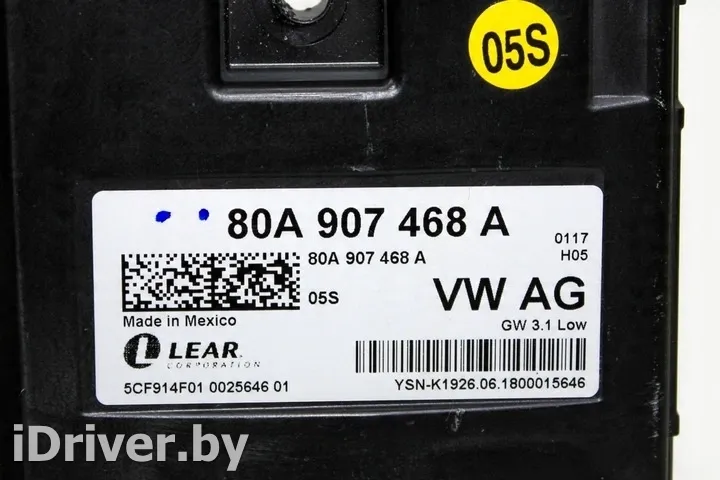 05S
80A 907 468 A
0117
H05
80A 907 468 A
05S
VW AG
GW 3.1 Low
Made in Mexico
LEAR
CORPORATION
5CF914F01 0025646 01
YSN-K1926.06.1800015646
iDriver.by